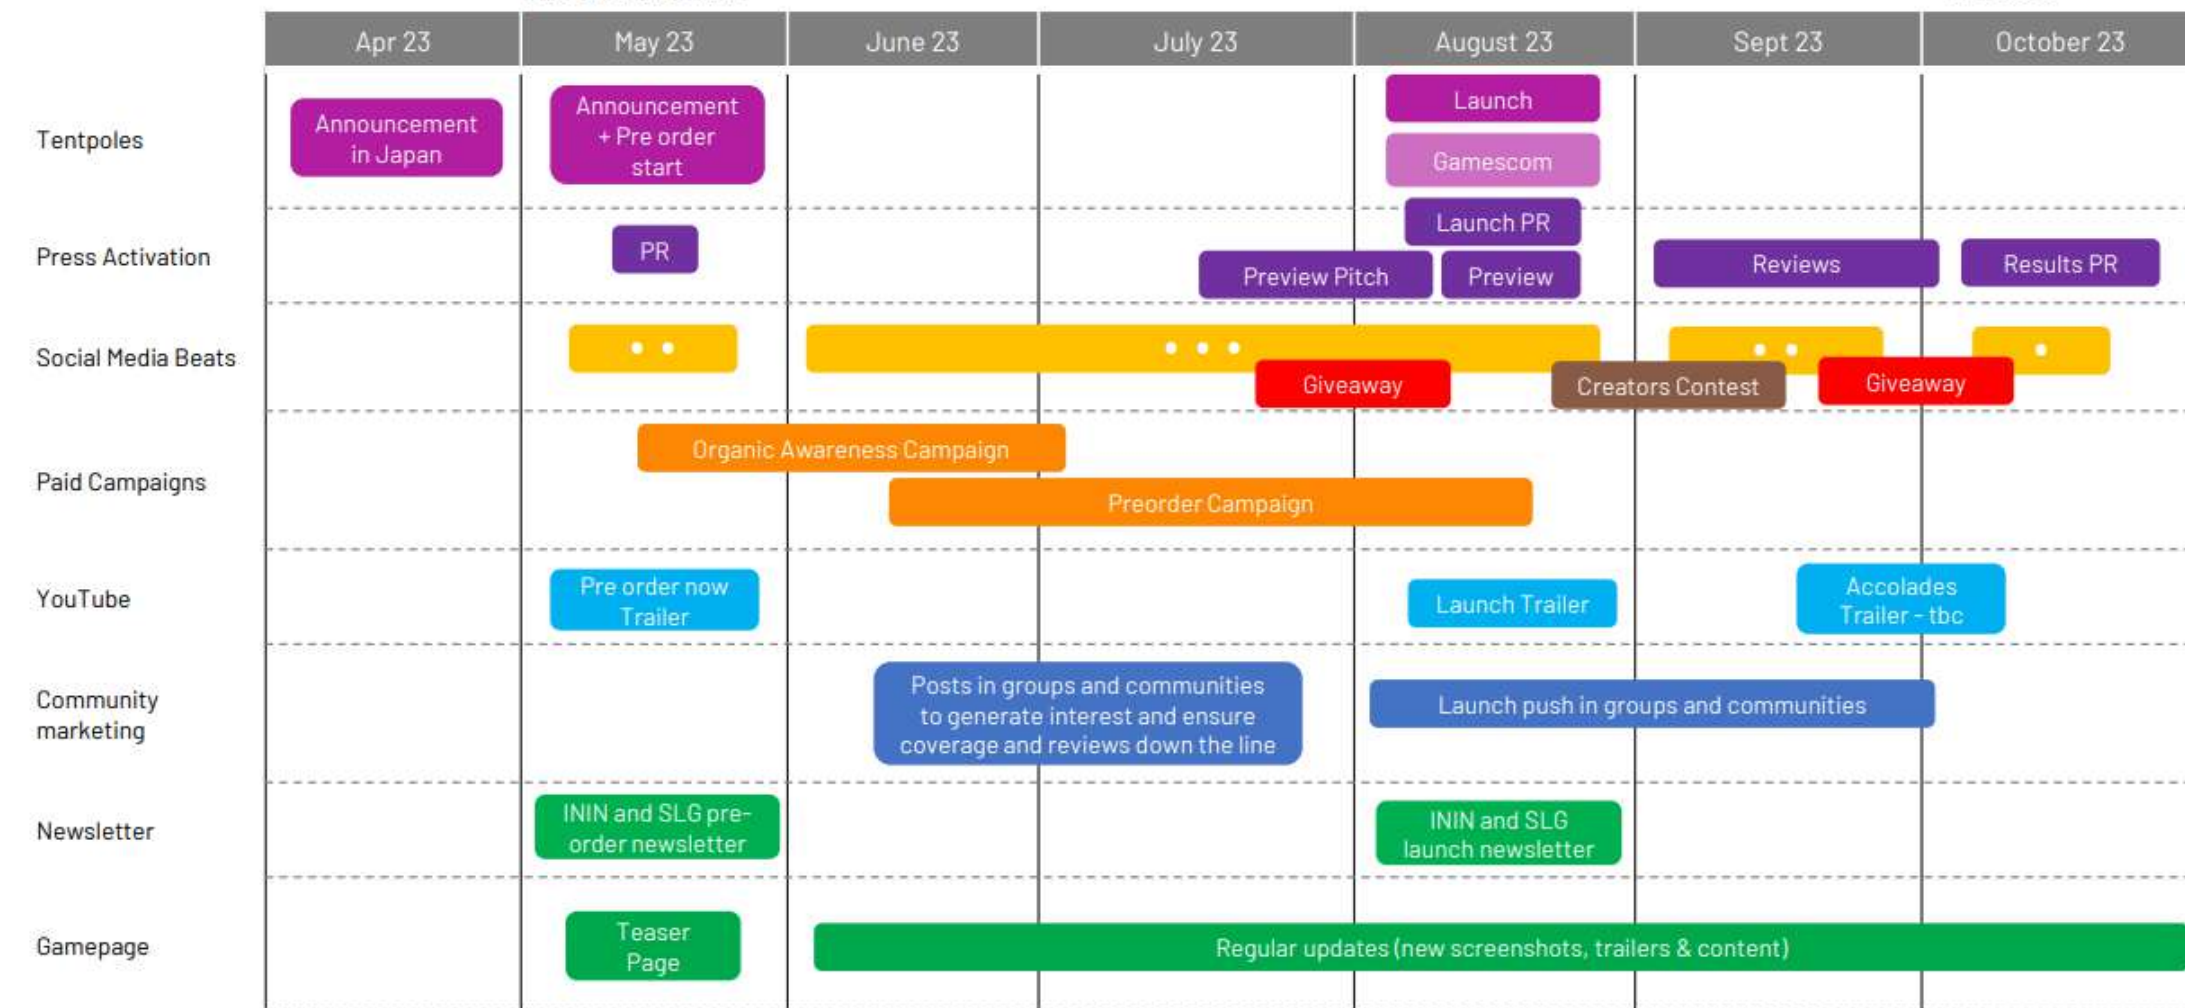 Apr 23
May 23
June 23
July 23
August 23
Sept 23
October 23
Tentpoles
Announcement
in Japan
Announcement
+ Pre order
start
Launch
Gamescom
Press Activation
PR
Launch PR
Preview Pitch
Preview
Reviews
Results PR
Social Media Beats
Giveaway
Creators Contest
Giveaway
Paid Campaigns
Organic Awareness Campaign
Preorder Campaign
YouTube
Pre order now
Trailer
Launch Trailer
Accolades
Trailer - tbc
Community
marketing
Posts in groups and communities
to generate interest and ensure
coverage and reviews down the line
Launch push in groups and communities
Newsletter
ININ and SLG pre-
order newsletter
ININ and SLG
launch newsletter
Gamepage
Teaser
Page
Regular updates (new screenshots, trailers & content)